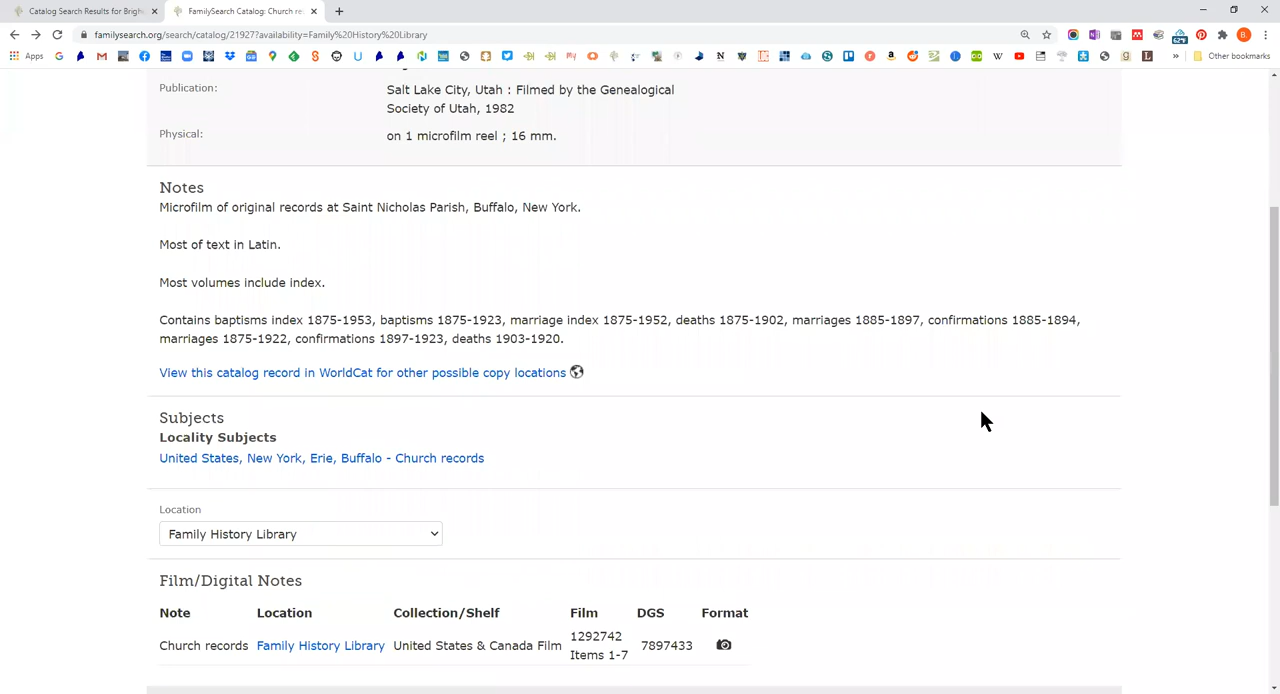 Catalog Search Results for Brigh
FamilySearch Catalog: Church re
familysearch.org/search/catalog/21927?availability=Family%20History%20Library
Apps
Other bookmarks
Publication:
Salt Lake City, Utah : Filmed by the Genealogical
Society of Utah, 1982
Physical:
on 1 microfilm reel ; 16 mm.
Notes
Microfilm of original records at Saint Nicholas Parish, Buffalo, New York.
Most of text in Latin.
Most volumes include index.
Contains baptisms index 1875-1953, baptisms 1875-1923, marriage index 1875-1952, deaths 1875-1902, marriages 1885-1897, confirmations 1885-1894,
marriages 1875-1922, confirmations 1897-1923, deaths 1903-1920.
View this catalog record in WorldCat for other possible copy locations
Subjects
Locality Subjects
United States, New York, Erie, Buffalo - Church records
Location
Family History Library
Film/Digital Notes
Note Location Collection/Shelf Film DGS Format
Church records Family History Library United States & Canada Film 1292742 Items 1-7 7897433